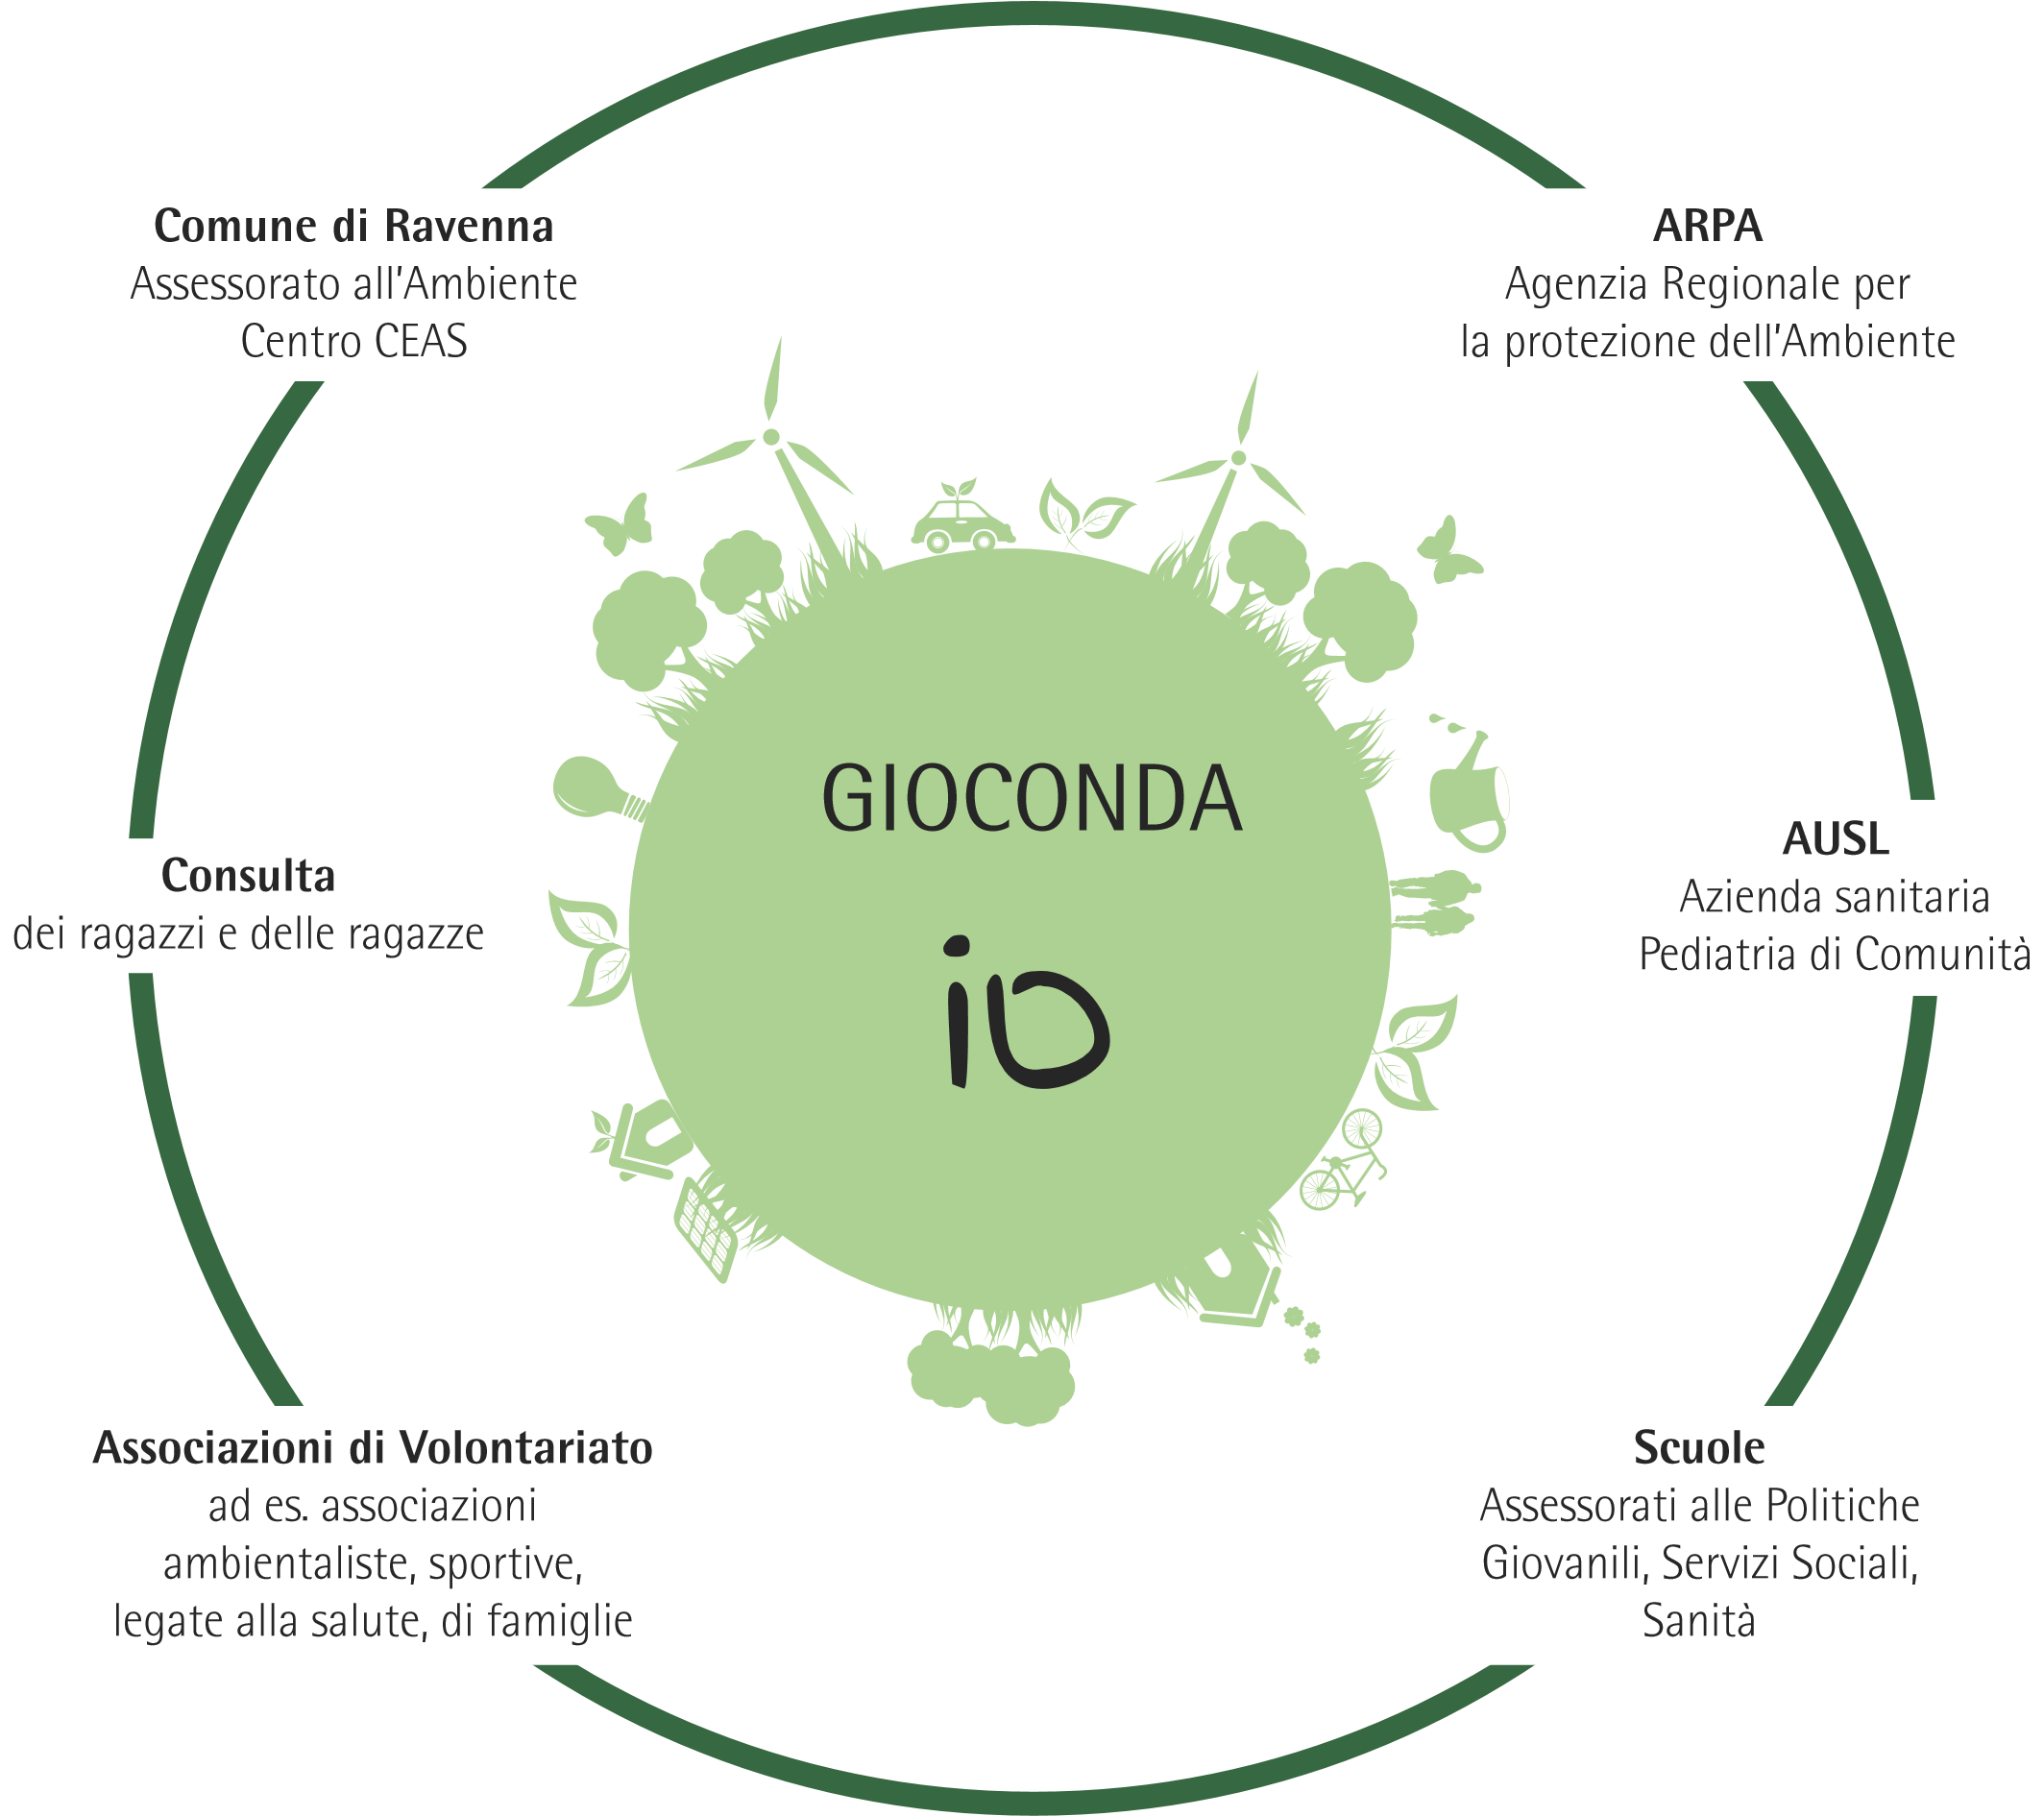 Comune di Ravenna
Assessorato all'Ambiente
Centro CEAS
ARPA
Agenzia Regionale per
la protezione dell'Ambiente
GIOCONDA
Consulta
dei ragazzi e delle ragazze
AUSL
Azienda sanitaria
Pediatria di Comunità
Associazioni di Volontariato
ad es. associazioni
ambientaliste, sportive,
legate alla salute, di famiglie
Scuole
Assessorati alle Politiche
Giovanili, Servizi Sociali,
Sanità